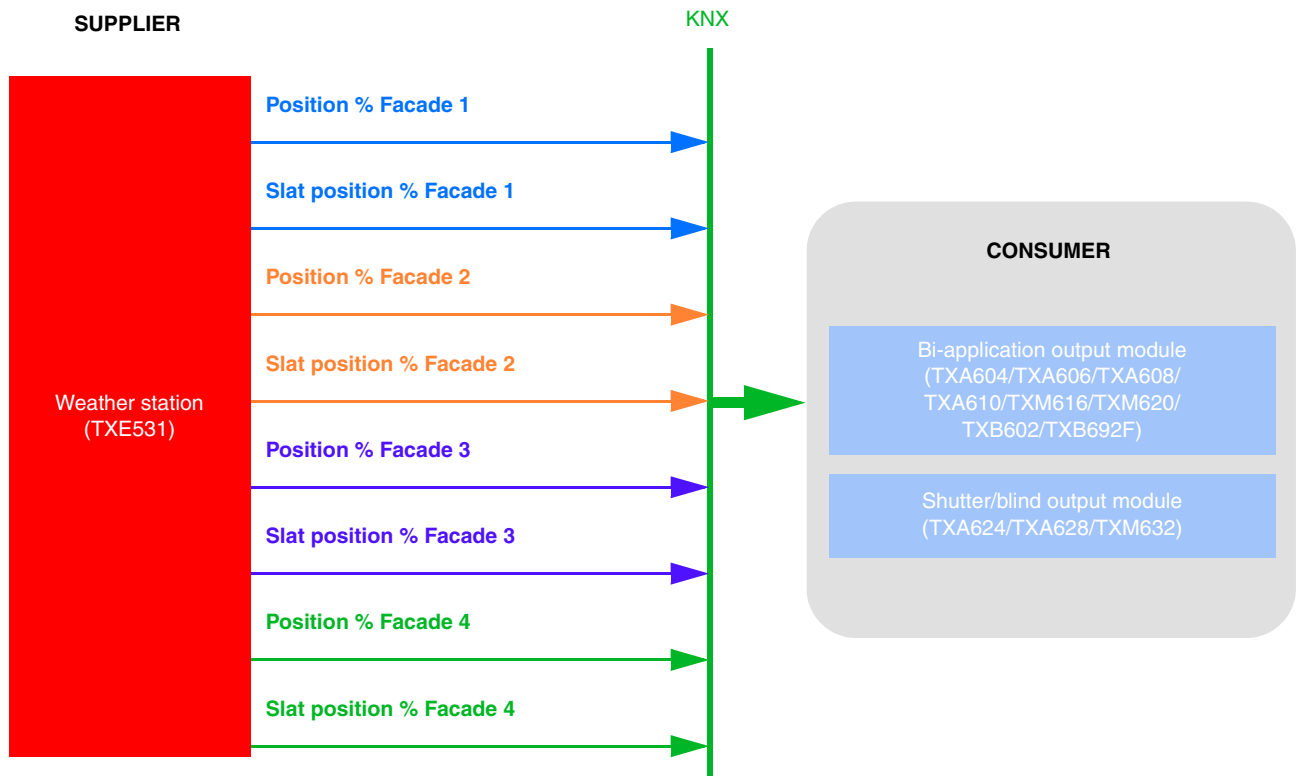 SUPPLIER
KNX
Position % Facade 1
Slat position % Facade 1
Position % Facade 2
Slat position % Facade 2
Weather station
(TXE531)
Position % Facade 3
Slat position % Facade 3
Position % Facade 4
Slat position % Facade 4
CONSUMER
Bi-application output module
(TXA604/TXA606/TXA608/
TXA610/TXM616/TXM620/
TXB602/TXB692F)
Shutter/blind output module
(TXA624/TXA628/TXM632)